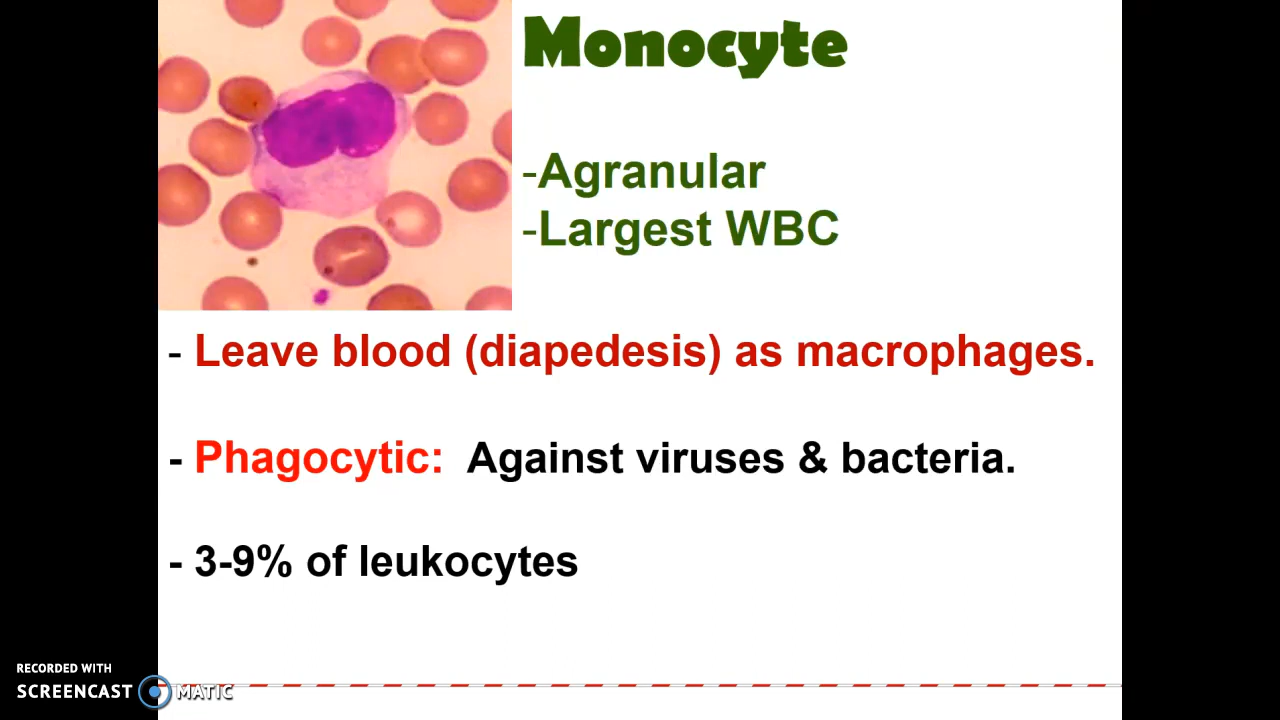 Monocyte
-Agranular
-Largest WBC
- Leave blood (diapedesis) as macrophages.
- Phagocytic: Against viruses & bacteria.
- 3-9% of leukocytes
RECORDED WITH
SCREENCAST MATIC